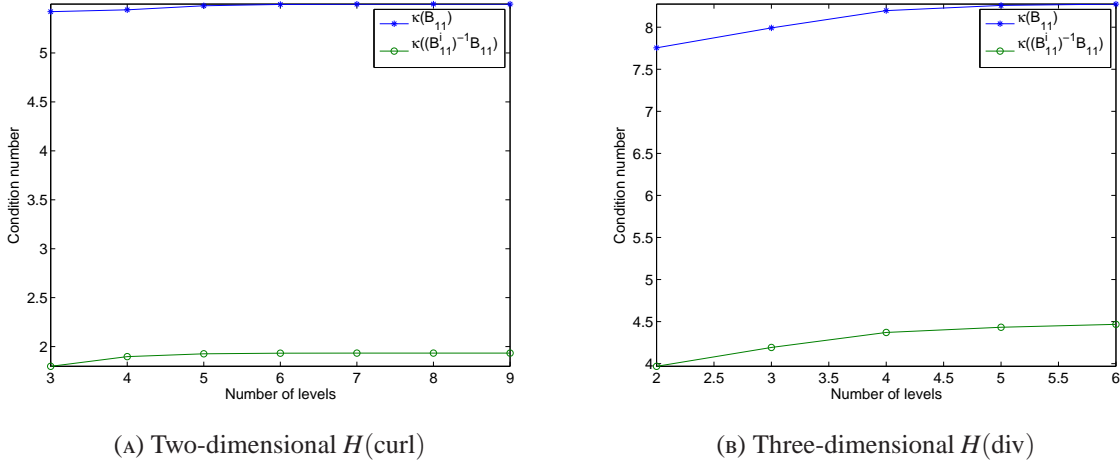 5
4.5
4
3.5
3
2.5
2
3 4 5 6 7 8 9
Number of levels
Condition number
κ(B₁₁)
κ((Bⁱ₁₁)⁻¹B₁₁)
(A) Two-dimensional H(curl)
8
7.5
7
6.5
6
5.5
5
4.5
4
2 2.5 3 3.5 4 4.5 5 5.5 6
Number of levels
Condition number
κ(B₁₁)
κ((Bⁱ₁₁)⁻¹B₁₁)
(B) Three-dimensional H(div)